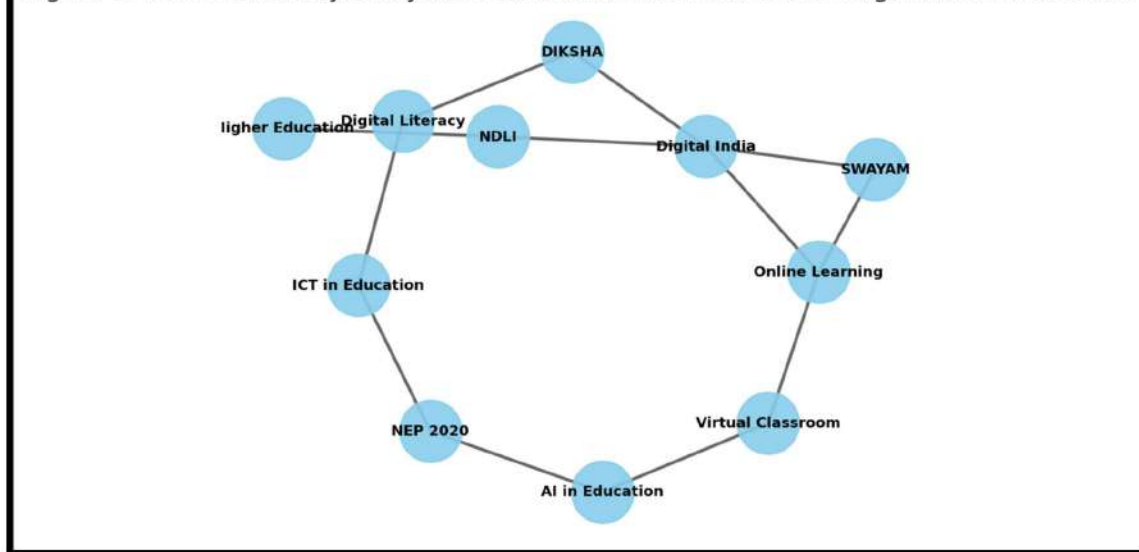 DIKSHA
Digital Literacy
ligher Education
NDLI
Digital India
SWAYAM
Online Learning
ICT in Education
Virtual Classroom
NEP 2020
AI in Education